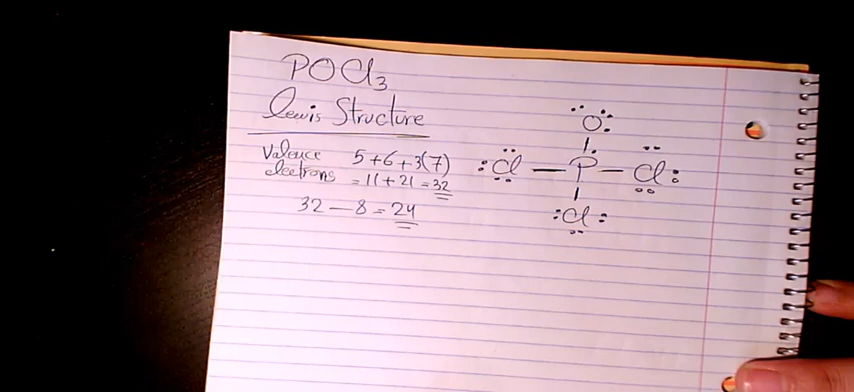 POCl3
lewis Structure
Valence 5+6+3(7)
electrons =11+21=32
32-8=24
O
Cl-P-Cl
Cl